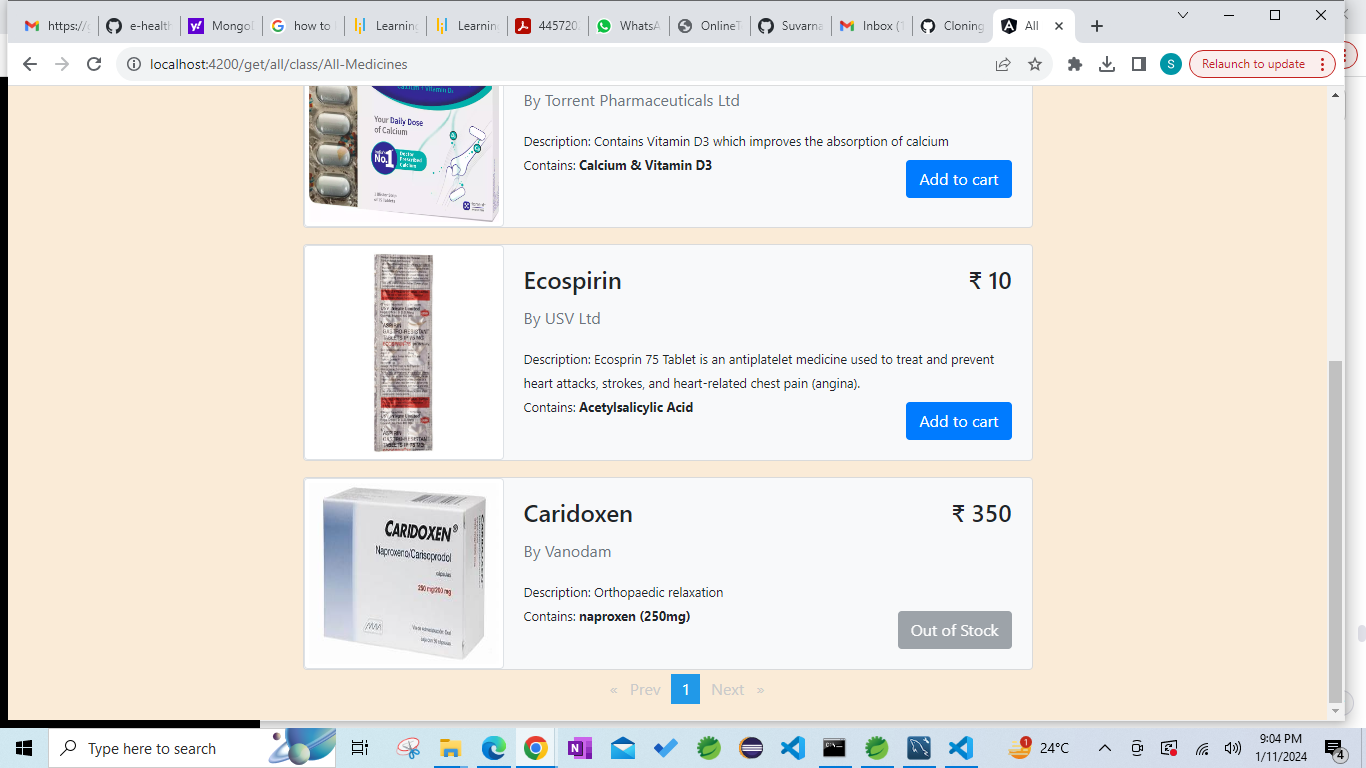 https://g
e-health
Mongol
how to
Learning
Learning
445720
WhatsA
OnlineT
Suvarna
Inbox (1
Cloning
All
localhost:4200/get/all/class/All-Medicines
S
Relaunch to update
By Torrent Pharmaceuticals Ltd
Your Daily Dose
of Calcium
No.1
Description: Contains Vitamin D3 which improves the absorption of calcium
Contains: Calcium & Vitamin D3
Add to cart
Ecospirin
₹ 10
By USV Ltd
Description: Ecosprin 75 Tablet is an antiplatelet medicine used to treat and prevent
heart attacks, strokes, and heart-related chest pain (angina).
Contains: Acetylsalicylic Acid
Add to cart
CARIDOXEN®
Naproxeno/Carisoprodol
250 mg/200 mg
Caridoxen
₹ 350
By Vanodam
Description: Orthopaedic relaxation
Contains: naproxen (250mg)
Out of Stock
« Prev 1 Next »
Type here to search
1
24°C
9:04 PM
1/11/2024
4